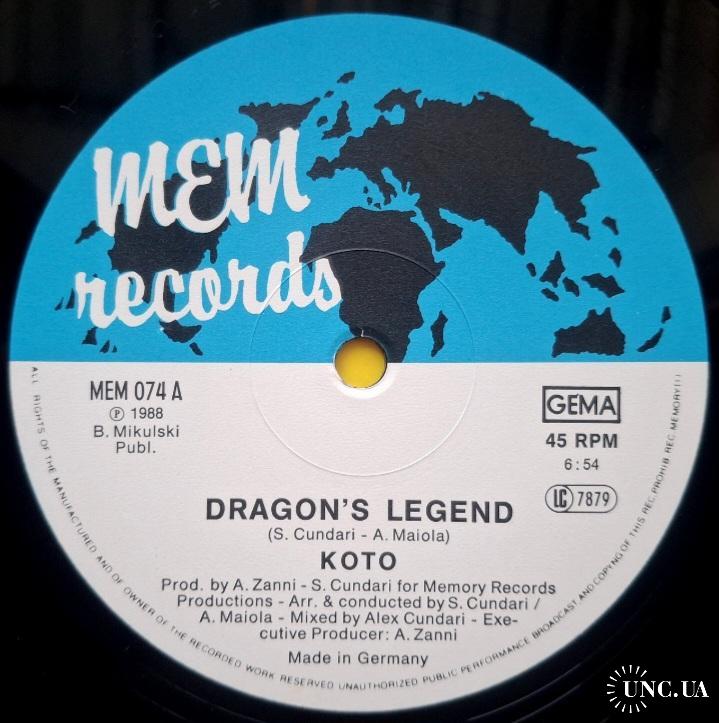 MEM
records
MEM 074 A
Ⓟ 1988
B. Mikulski
Publ.
GEMA
45 RPM
6:54
LC 7879
DRAGON'S LEGEND
(S. Cundari - A. Maiola)
KOTO
Prod. by A. Zanni - S. Cundari for Memory Records
Productions - Arr. & conducted by S. Cundari /
A. Maiola - Mixed by Alex Cundari - Exe-
cutive Producer: A. Zanni
Made in Germany
ALL RIGHTS OF THE MANUFACTURED AND OF OWNER OF THE RECORDED WORK RESERVED UNAUTHORIZED PUBLIC PERFORMANCE BROADCAST AND COPYNG OF THIS REC PROHIB REC MEMORY
UNC.UA